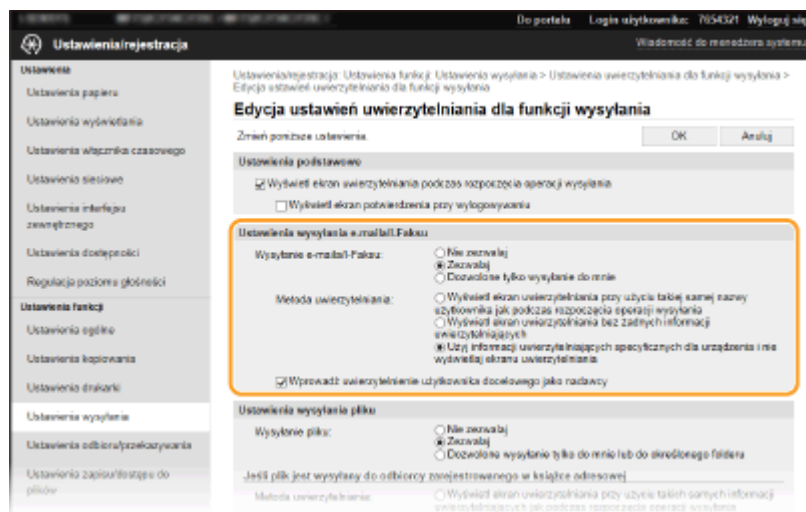 Do portalu Login użytkownika: 7654321 Wyloguj się
Ustawienia/rejestracja
Wiadomość do menedżera systemu
Ustawienia
Ustawienia papieru
Ustawienia wyświetlania
Ustawienia włącznika czasowego
Ustawienia sieciowe
Ustawienia interfejsu
zewnętrznego
Ustawienia dostępności
Regulacja poziomu głośności
Ustawienia funkcji
Ustawienia ogólne
Ustawienia kopiowania
Ustawienia drukarki
Ustawienia wysyłania
Ustawienia odbioru/przekazywania
Ustawienia zapisu/dostępu do
plików
Ustawienia/rejestracja: Ustawienia funkcji: Ustawienia wysyłania > Ustawienia uwierzytelniania dla funkcji wysyłania >
Edycja ustawień uwierzytelniania dla funkcji wysyłania
Edycja ustawień uwierzytelniania dla funkcji wysyłania
Zmień poniższe ustawienia.
OK Anuluj
Ustawienia podstawowe
Wyświetl ekran uwierzytelniania podczas rozpoczęcia operacji wysyłania
Wyświetl ekran potwierdzenia przy wylogowywaniu
Ustawienia wysyłania e-maila/I-Faksu
Wysyłanie e-maila/I-Faksu:
Nie zezwalaj
Zezwalaj
Dozwolone tylko wysyłanie do mnie
Metoda uwierzytelniania:
Wyświetl ekran uwierzytelniania przy użyciu takiej samej nazwy
użytkownika jak podczas rozpoczęcia operacji wysyłania
Wyświetl ekran uwierzytelniania bez żadnych informacji
uwierzytelniających
Użyj informacji uwierzytelniających specyficznych dla urządzenia i nie
wyświetlaj ekranu uwierzytelniania
Wprowadź uwierzytelnienie użytkownika docelowego jako nadawcy
Ustawienia wysyłania pliku
Wysyłanie pliku:
Nie zezwalaj
Zezwalaj
Dozwolone wysyłanie tylko do mnie lub do określonego folderu
Jeśli plik jest wysyłany do odbiorcy zarejestrowanego w książce adresowej
Metoda uwierzytelniania:
Wyświetl ekran uwierzytelniania przy użyciu takich samych informacji
uwierzytelniających jak podczas rozpoczęcia operacji wysyłania